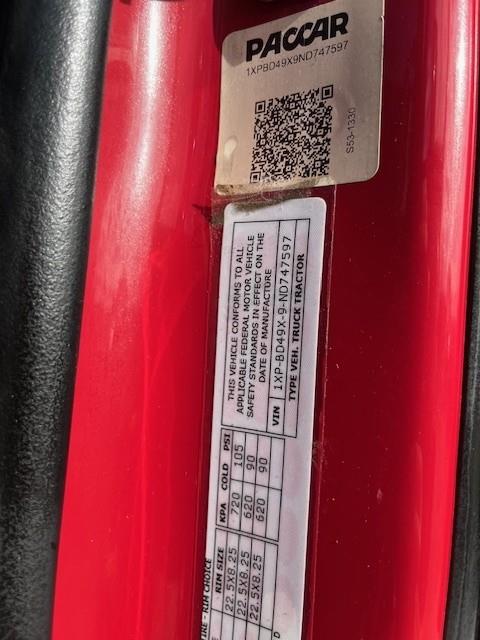 PACCAR
1XPBD49X9ND747597
S53-1330
THIS VEHICLE CONFORMS TO ALL
APPLICABLE FEDERAL MOTOR VEHICLE
SAFETY STANDARDS IN EFFECT ON THE
DATE OF MANUFACTURE
VIN 1XP-BD49X-9-ND747597
TYPE VEH. TRUCK TRACTOR
RIM CHOICE
RIM SIZE KPA COLD PSI
22.5X8.25 720 105
22.5X8.25 620 90
22.5X8.25 620 90